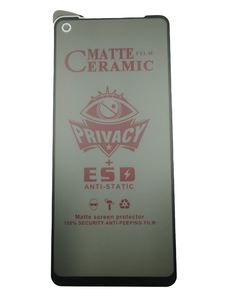 MATTE FILM
CERAMIC
PRIVACY
+
ESD
ANTI-STATIC
Matte screen protector
100% SECURITY-ANTI-PEEPING-FILM